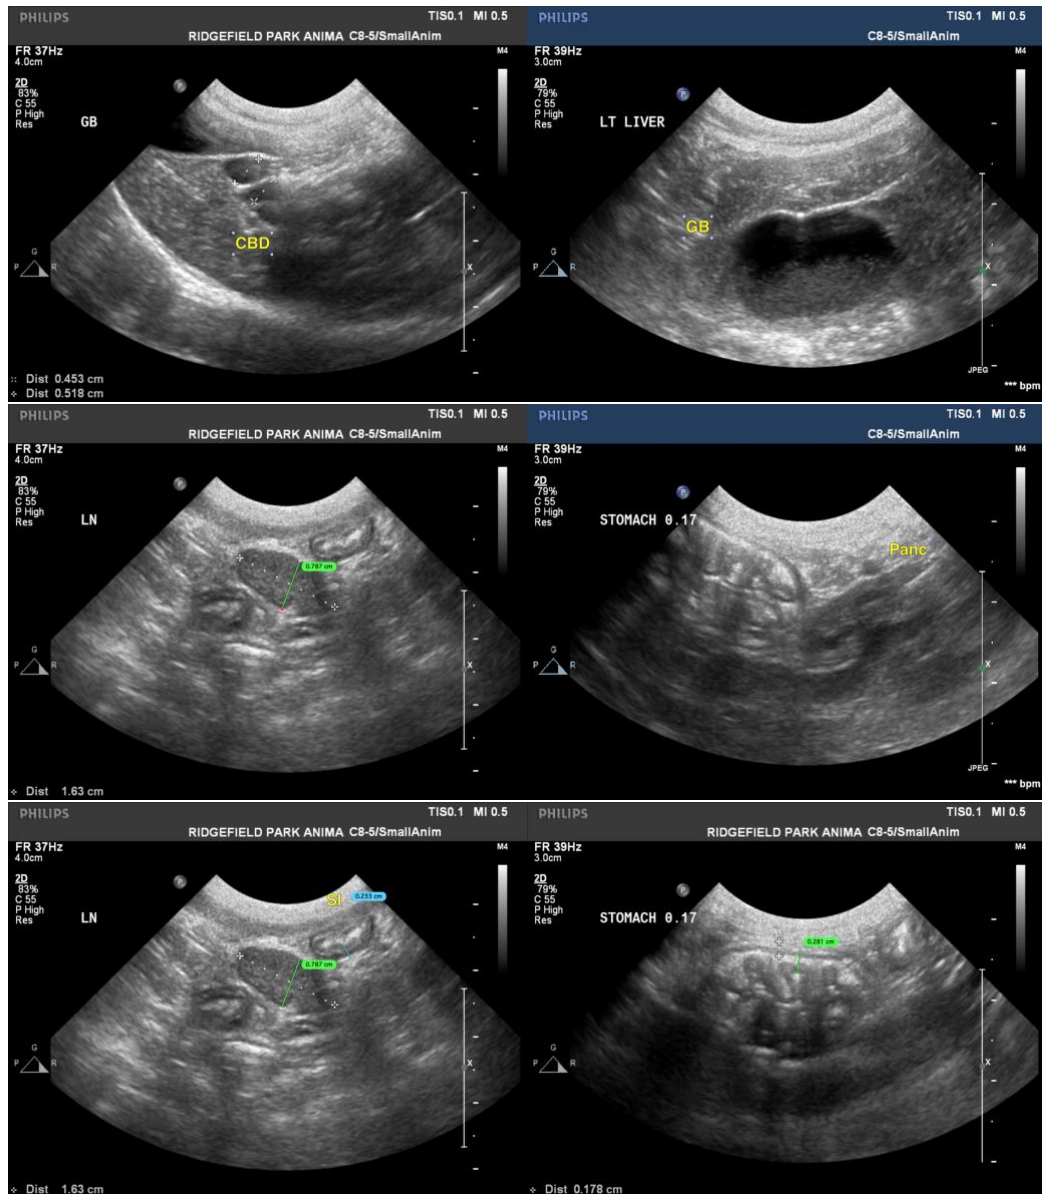 PHILIPS
TIS0.1 MI 0.5
RIDGEFIELD PARK ANIMA C8-5/SmallAnim
FR 37Hz
4.0cm
M4
2D
83%
C 55
P High
Res
P
GB
CBD
G
P
R
X
Dist 0.453 cm
Dist 0.518 cm
PHILIPS
TIS0.1 MI 0.5
C8-5/SmallAnim
FR 39Hz
3.0cm
M4
2D
79%
C 55
P High
Res
P
LT LIVER
GB
G
P
R
X
JPEG
*** bpm
PHILIPS
TIS0.1 MI 0.5
RIDGEFIELD PARK ANIMA C8-5/SmallAnim
FR 37Hz
4.0cm
M4
2D
83%
C 55
P High
Res
P
LN
0.797 cm
G
P
R
X
Dist 1.63 cm
PHILIPS
TIS0.1 MI 0.5
C8-5/SmallAnim
FR 39Hz
3.0cm
M4
2D
79%
C 55
P High
Res
P
STOMACH 0.17
Panc
G
P
R
X
JPEG
*** bpm
PHILIPS
TIS0.1 MI 0.5
RIDGEFIELD PARK ANIMA C8-5/SmallAnim
FR 37Hz
4.0cm
M4
2D
83%
C 55
P High
Res
P
SI
0.233 cm
LN
0.797 cm
G
P
R
X
Dist 1.63 cm
PHILIPS
TIS0.1 MI 0.5
RIDGEFIELD PARK ANIMA C8-5/SmallAnim
FR 39Hz
3.0cm
M4
2D
79%
C 55
P High
Res
P
STOMACH 0.17
0.281 cm
G
P
R
X
Dist 0.178 cm